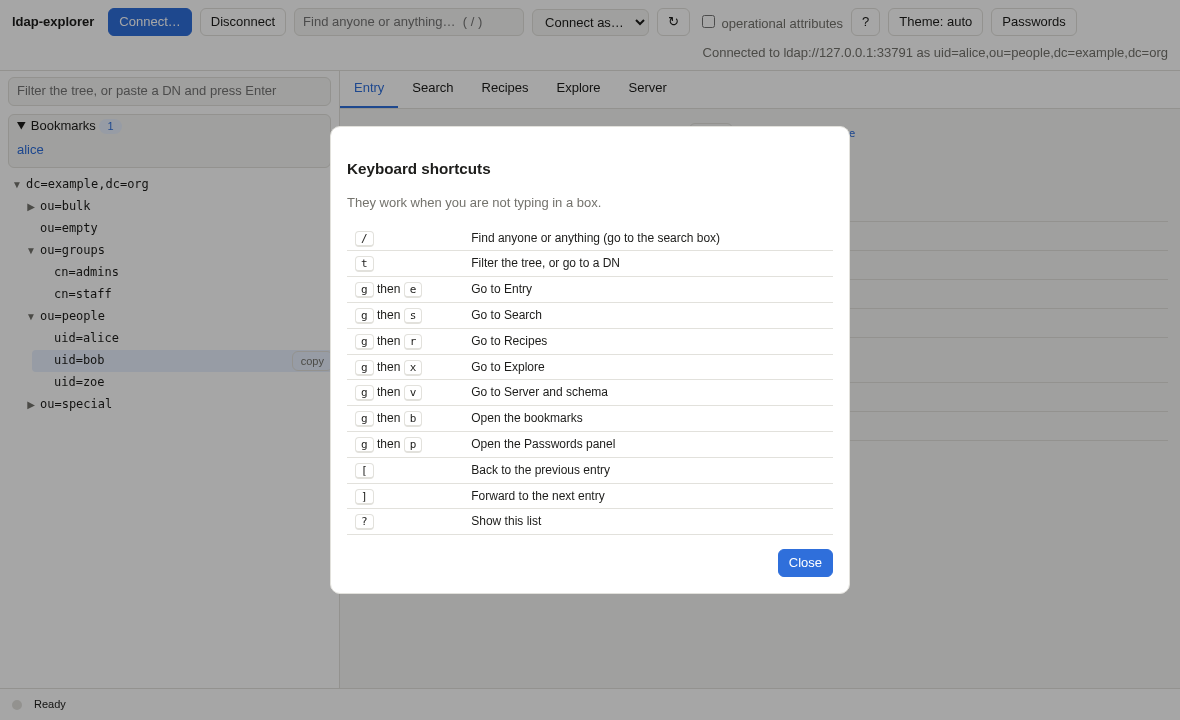 ldap-explorer
Connect…
Disconnect
Find anyone or anything… ( / )
Connect as…
↻
operational attributes
?
Theme: auto
Passwords
Connected to ldap://127.0.0.1:33791 as uid=alice,ou=people,dc=example,dc=org
Filter the tree, or paste a DN and press Enter
Entry
Search
Recipes
Explore
Server
▼ Bookmarks 1
alice
▼ dc=example,dc=org
▶ ou=bulk
ou=empty
▼ ou=groups
cn=admins
cn=staff
▼ ou=people
uid=alice
uid=bob
copy
uid=zoe
▶ ou=special
Keyboard shortcuts
They work when you are not typing in a box.
/ Find anyone or anything (go to the search box)
t Filter the tree, or go to a DN
g then e Go to Entry
g then s Go to Search
g then r Go to Recipes
g then x Go to Explore
g then v Go to Server and schema
g then b Open the bookmarks
g then p Open the Passwords panel
[ Back to the previous entry
] Forward to the next entry
? Show this list
Close
Ready